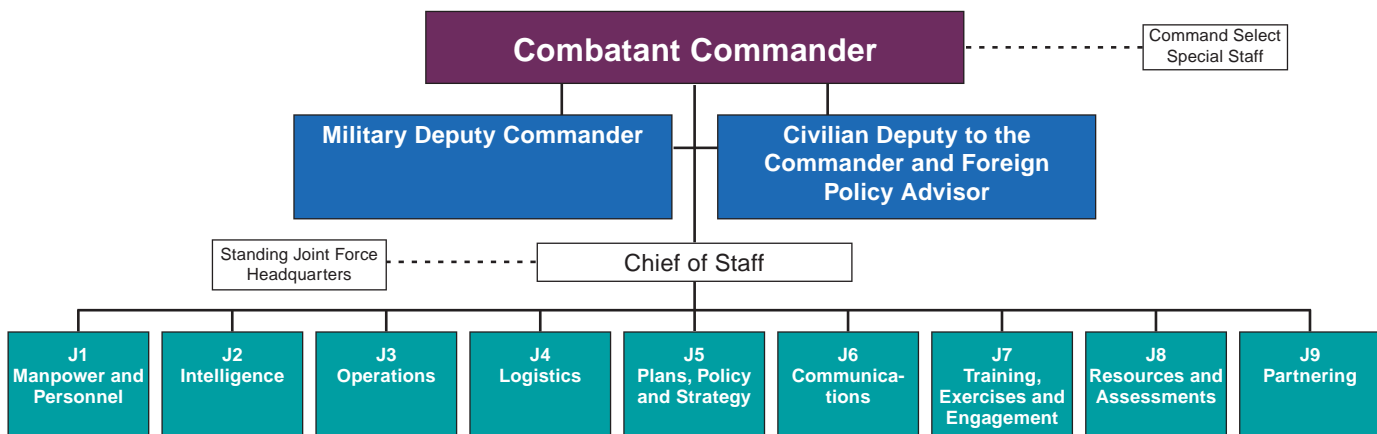 Combatant Commander
Command Select
Special Staff
Military Deputy Commander
Civilian Deputy to the
Commander and Foreign
Policy Advisor
Standing Joint Force
Headquarters
Chief of Staff
J1
Manpower and
Personnel
J2
Intelligence
J3
Operations
J4
Logistics
J5
Plans, Policy
and Strategy
J6
Communica-
tions
J7
Training,
Exercises and
Engagement
J8
Resources and
Assessments
J9
Partnering